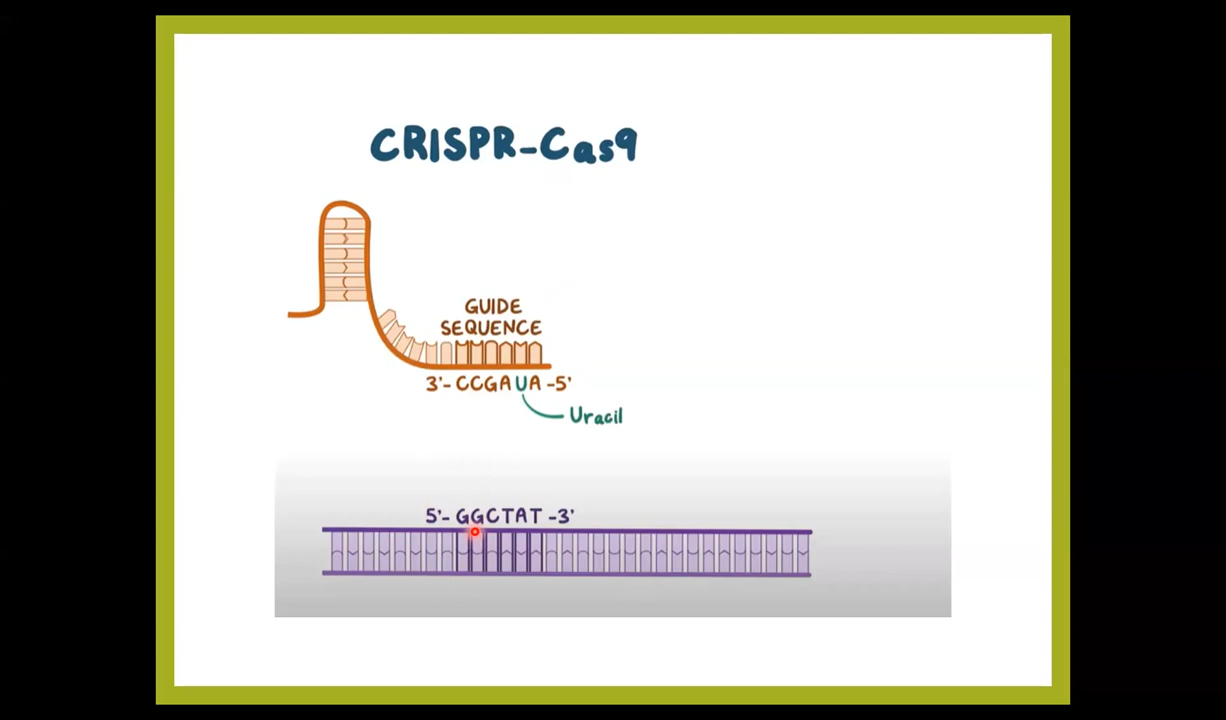 CRISPR-Cas9
GUIDE
SEQUENCE
3'- CCGAUA -5'
Uracil
5'- GGCTAT -3'